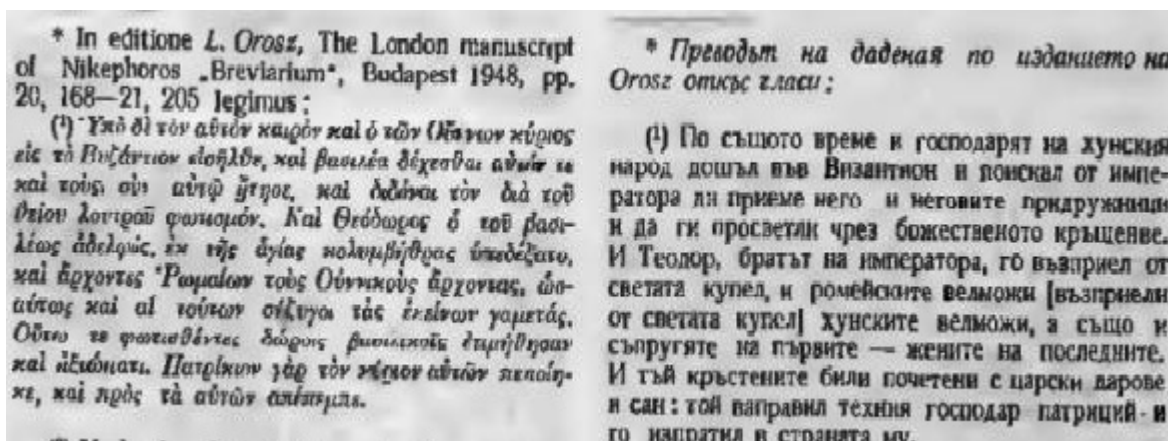 * In editione L. Orosz, The London manuscript
of Nikephoros „Breviarium“, Budapest 1948, pp.
20, 168—21, 205 legimus:
(¹) Ὑπὸ δὲ τὸν αὐτὸν καιρὸν καὶ ὁ τῶν Οὔννων κύριος
εἰς τὸ Βυζάντιον εἰσῆλθε, καὶ βασιλέα δέχεσθαι αὐτόν τε
καὶ τοὺς σὺν αὐτῷ ᾔτησε, καὶ διδόναι τὸν διὰ τοῦ
θείου λουτροῦ φωτισμόν. Καὶ Θεόδωρος ὁ τοῦ βασι-
λέως ἀδελφός, ἐκ τῆς ἁγίας κολυμβήθρας ὑπεδέξατο,
καὶ ἄρχοντες Ῥωμαίων τοὺς Οὐννικοὺς ἄρχοντας, ὡσ-
αύτως καὶ αἱ τούτων σύζυγοι τὰς ἐκείνων γαμετάς.
Οὕτω τε φωτισθέντες δώροις βασιλικοῖς ἐτιμήθησαν
καὶ ἀξιώματι. Πατρίκιον γὰρ τὸν κύριον αὐτῶν πεποίη-
κε, καὶ πρὸς τὰ αὐτῶν ἀπέπεμπε.
* Преводът на дадения по изданието на
Orosz откъс гласи:
(¹) По същото време и господарят на хунския
народ дошъл във Византион и поискал от импе-
ратора да приеме него и неговите придружници
и да ги просветли чрез божественото кръщение.
И Теодор, братът на императора, го възприел от
светата купел, и ромейските велможи [възприели
от светата купел] хунските велможи, а също и
съпругите на първите — жените на последните.
И тъй кръстените били почетени с царски дарове
и сан: той направил техния господар патриций и
го изпратил в страната му.